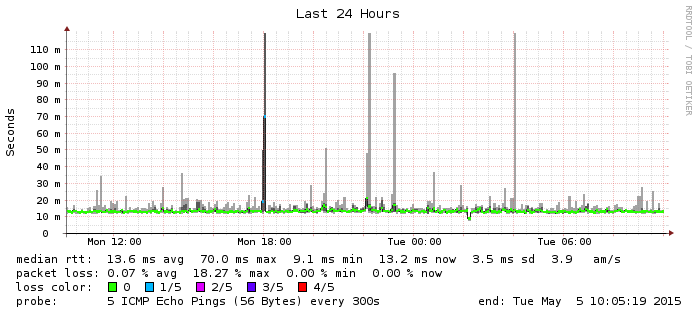 Last 24 Hours
RRDTOOL / TOBI OETIKER
Seconds
110 m
100 m
90 m
80 m
70 m
60 m
50 m
40 m
30 m
20 m
10 m
0
Mon 12:00 Mon 18:00 Tue 00:00 Tue 06:00
median rtt: 13.6 ms avg 70.0 ms max 9.1 ms min 13.2 ms now 3.5 ms sd 3.9 am/s
packet loss: 0.07 % avg 18.27 % max 0.00 % min 0.00 % now
loss color: 0 1/5 2/5 3/5 4/5
probe: 5 ICMP Echo Pings (56 Bytes) every 300s end: Tue May 5 10:05:19 2015